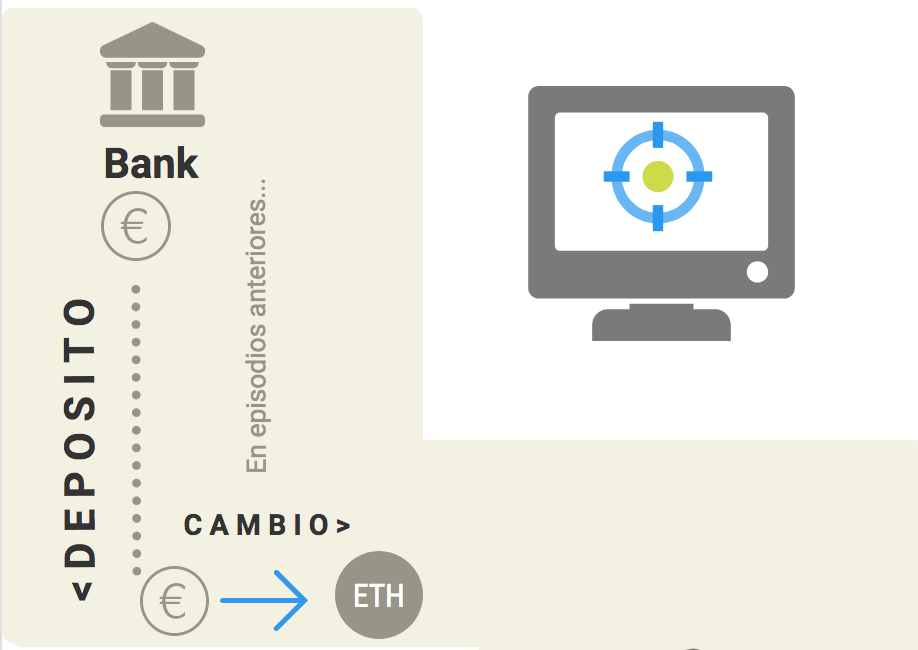 Bank
€
<DEPOSITO
En episodios anteriores...
CAMBIO>
€
ETH